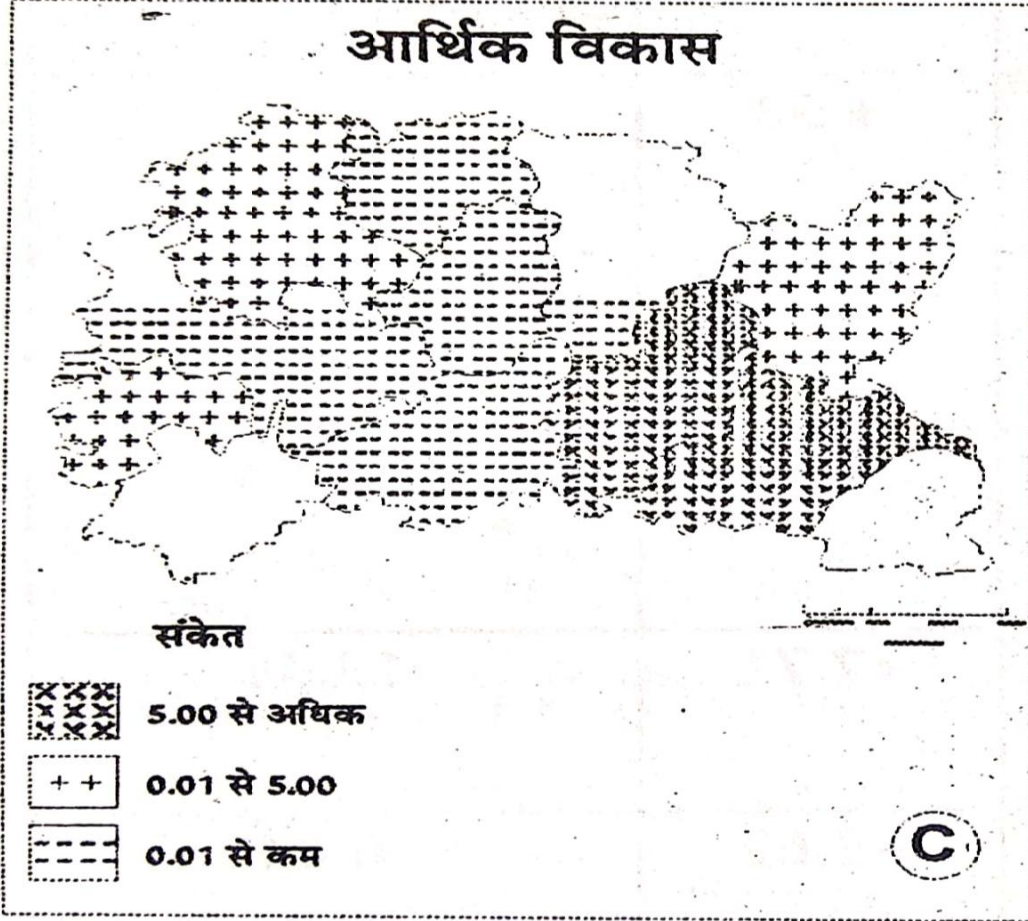 आर्थिक विकास
संकेत
5.00 से अधिक
0.01 से 5.00
0.01 से कम
C